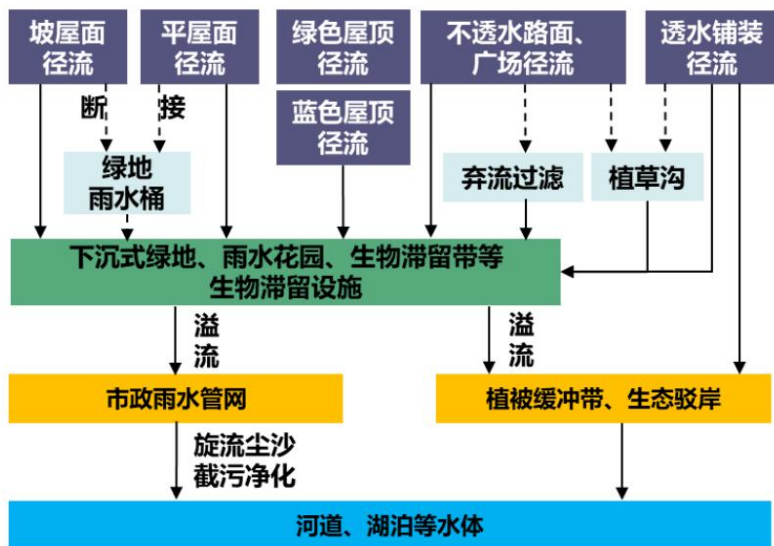 坡屋面
径流
平屋面
径流
绿色屋顶
径流
不透水路面、
广场径流
透水铺装
径流
断
接
蓝色屋顶
径流
绿地
雨水桶
弃流过滤
植草沟
下沉式绿地、雨水花园、生物滞留带等
生物滞留设施
溢
流
溢
流
市政雨水管网
植被缓冲带、生态驳岸
旋流尘沙
截污净化
河道、湖泊等水体